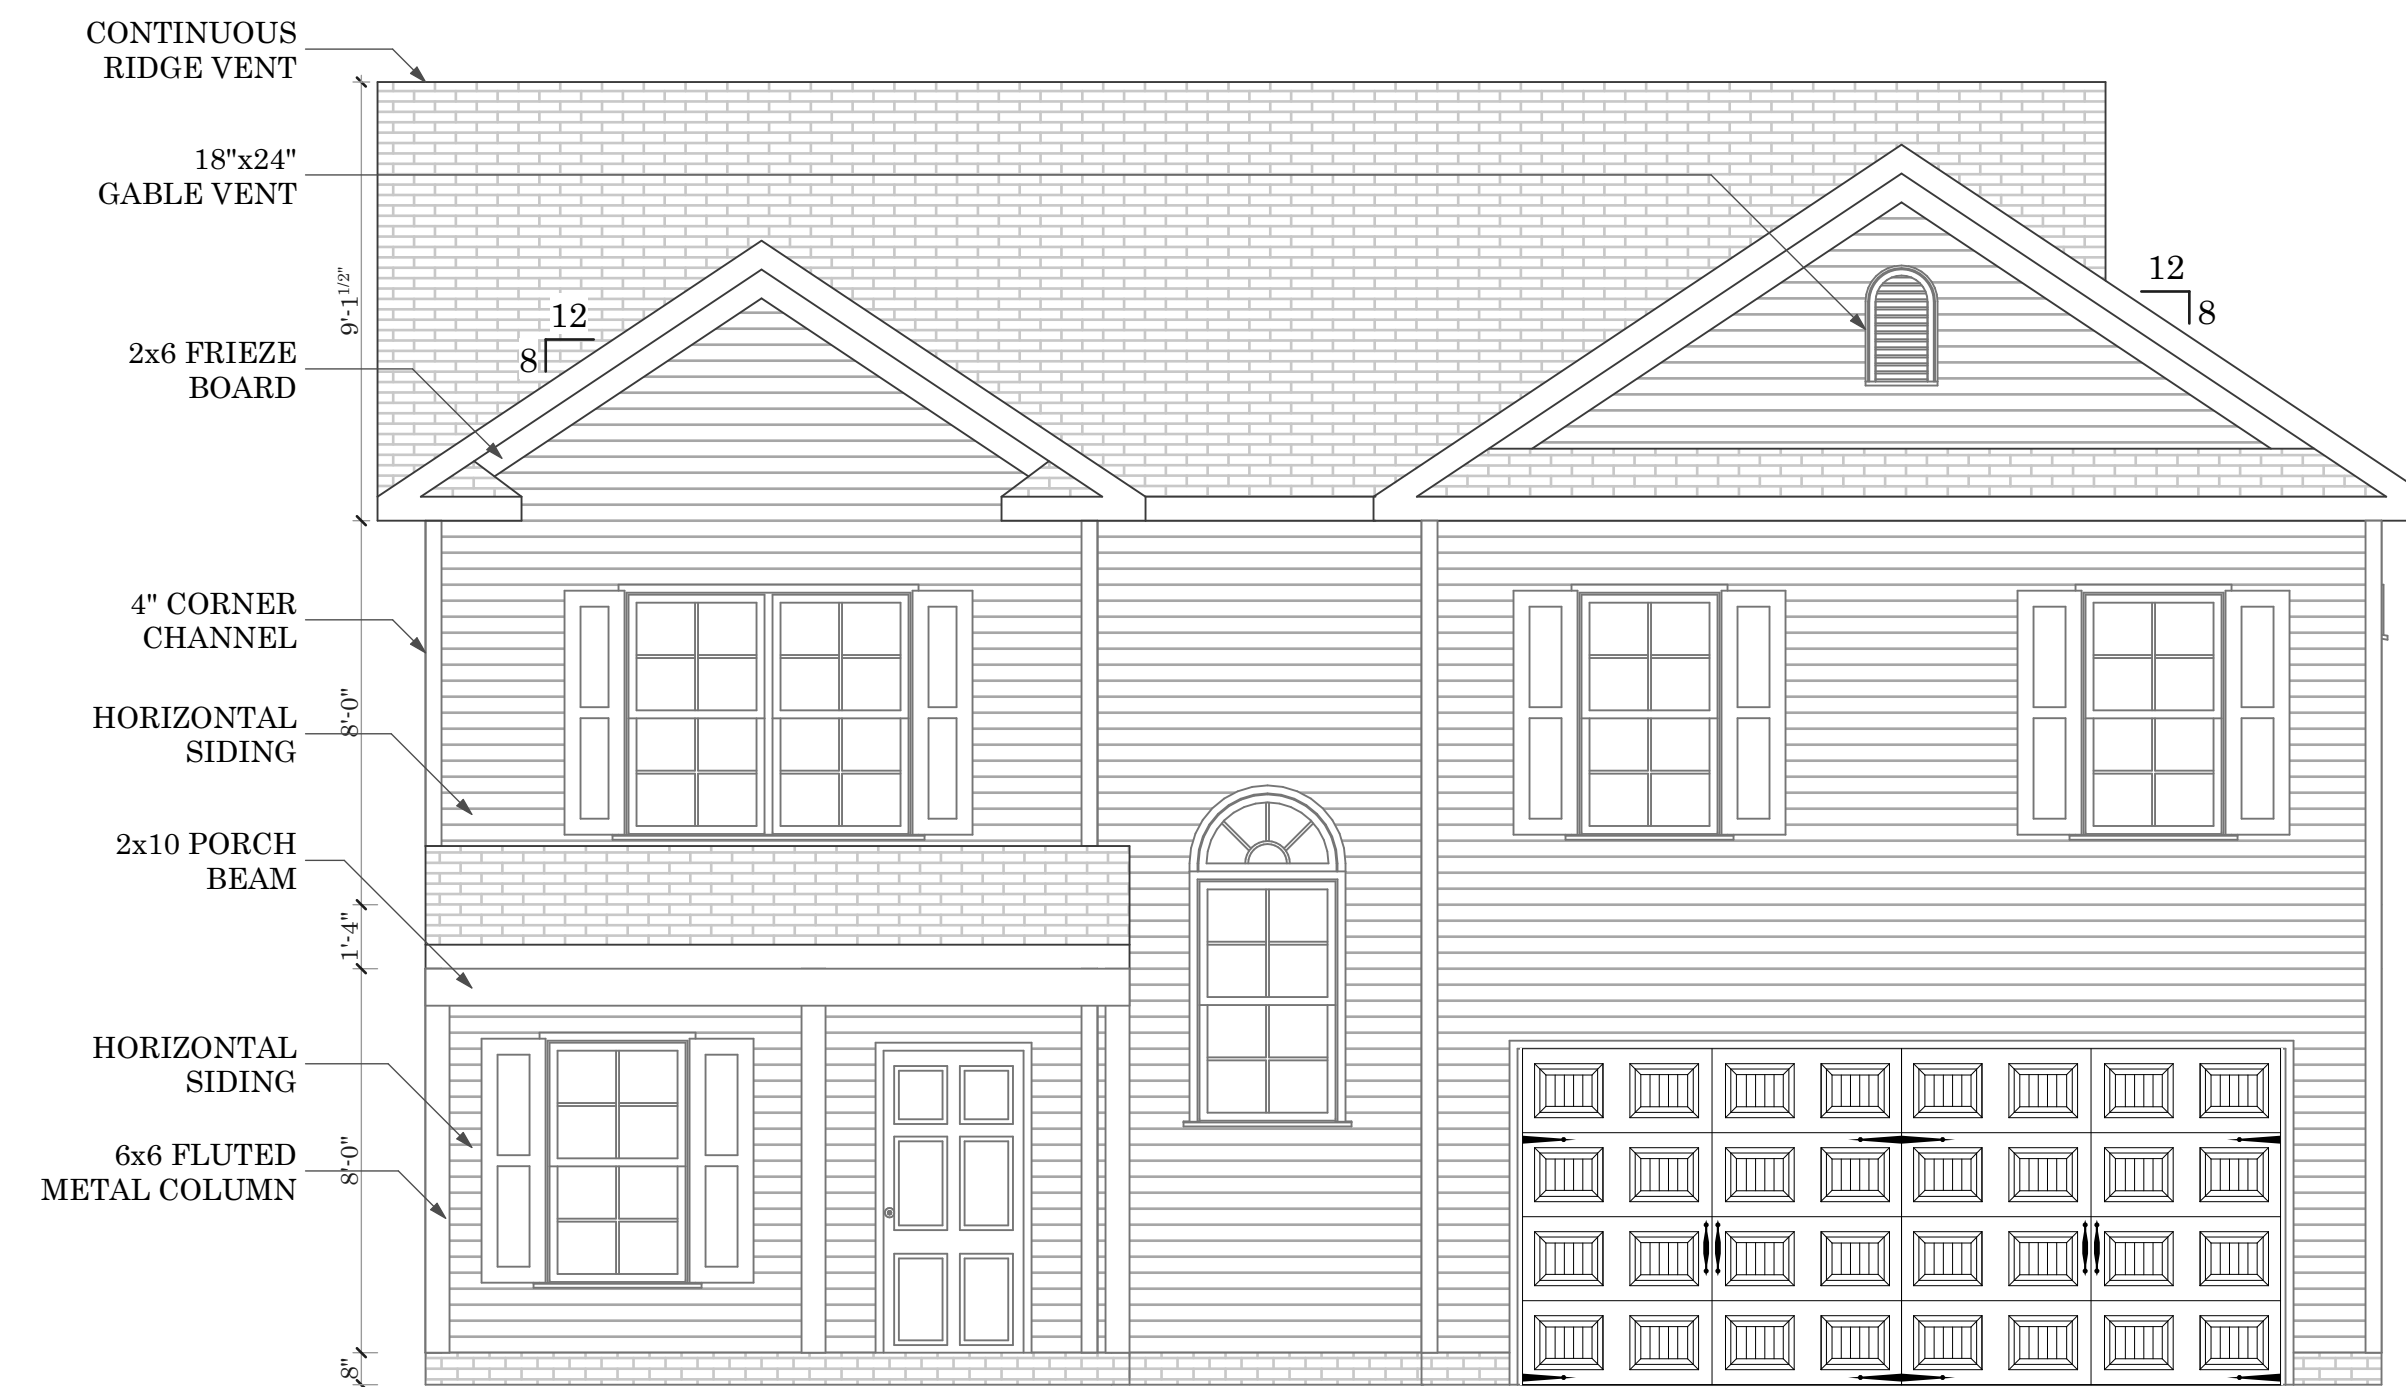 CONTINUOUS
RIDGE VENT
18"x24"
GABLE VENT
12
8
9'-1 1/2"
12
8
2x6 FRIEZE
BOARD
4" CORNER
CHANNEL
8'-0"
HORIZONTAL
SIDING
2x10 PORCH
BEAM
1'-4"
HORIZONTAL
SIDING
8'-0"
6x6 FLUTED
METAL COLUMN
8"